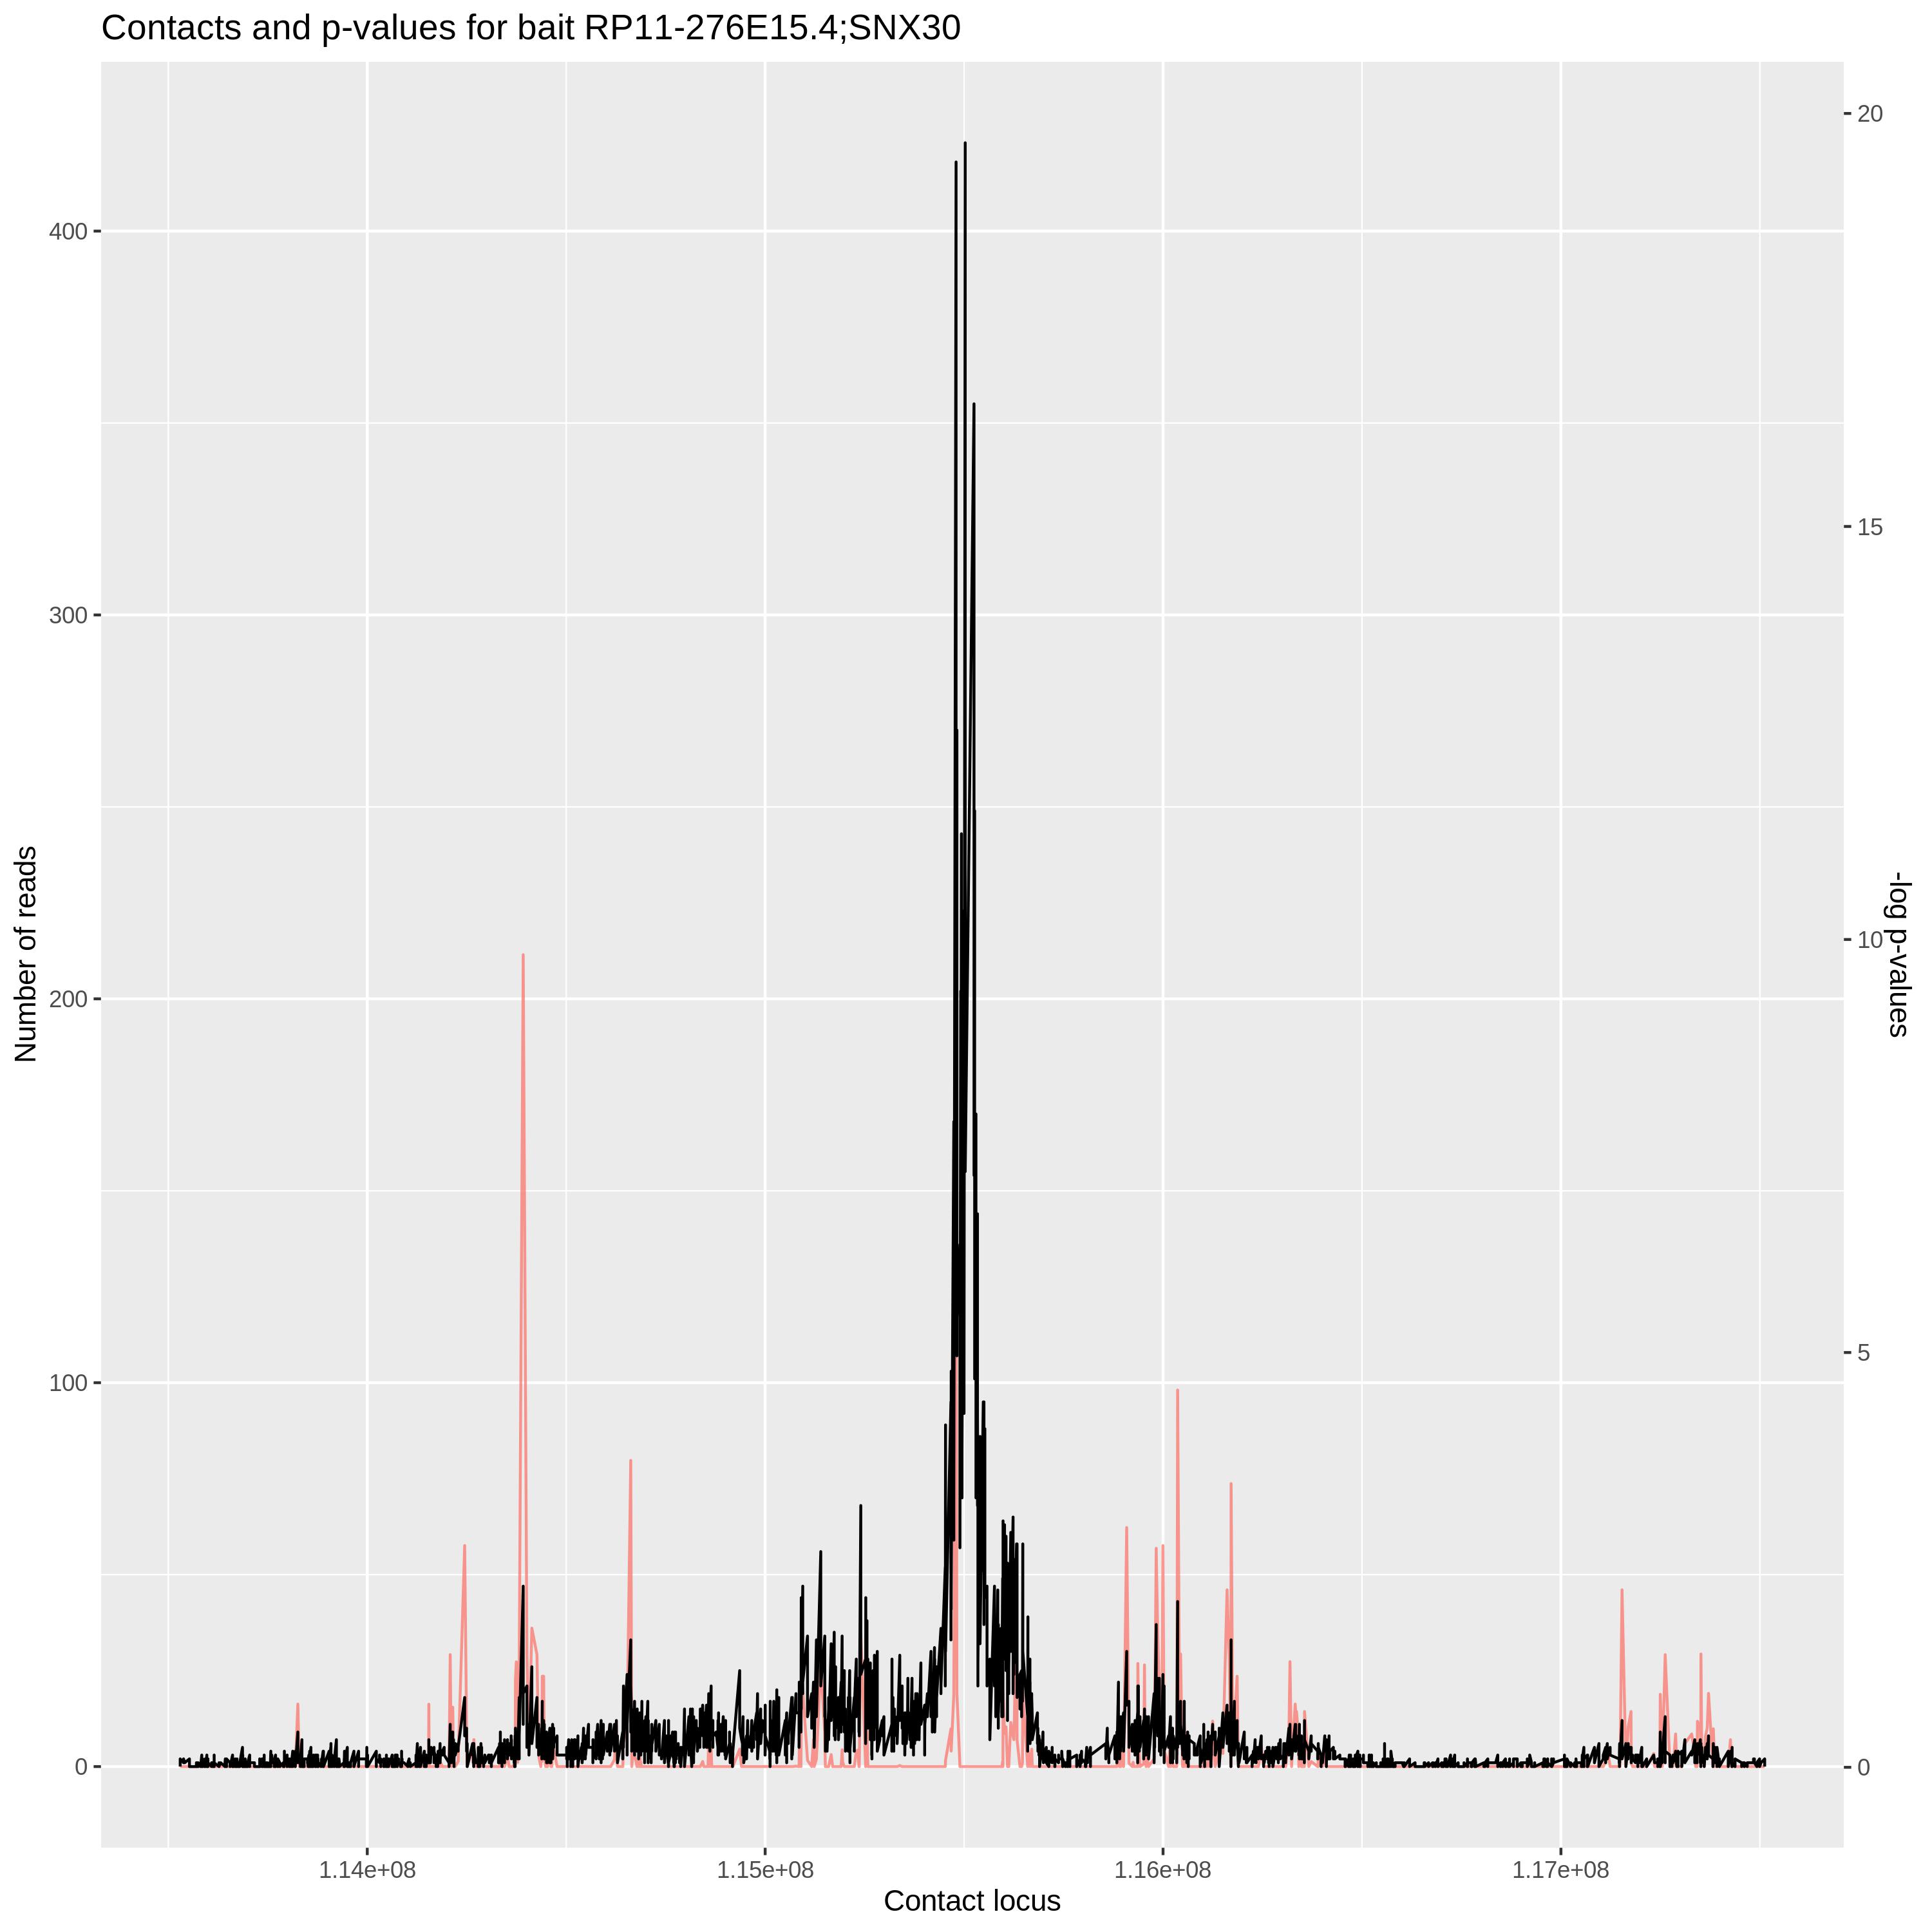 Contacts and p-values for bait RP11-276E15.4;SNX30
Number of reads
400
300
200
100
0
20
15
10
5
0
-log p-values
1.14e+08
1.15e+08
1.16e+08
1.17e+08
Contact locus